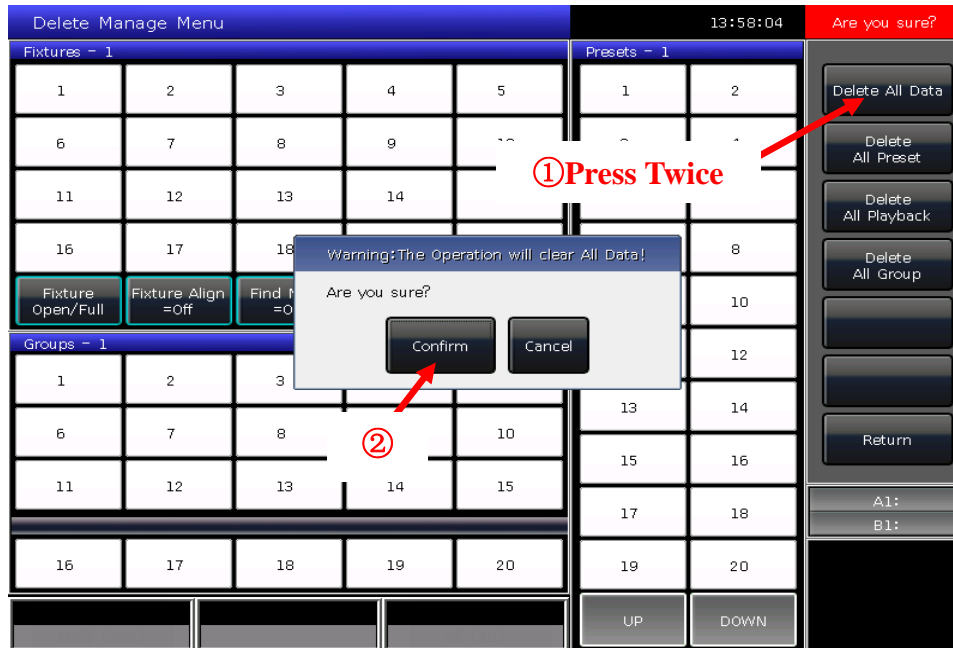 Delete Manage Menu
13:58:04
Are you sure?
Fixtures - 1
Presets - 1
1 2 3 4 5
1 2
Delete All Data
6 7 8 9
Delete
All Preset
①Press Twice
11 12 13 14
Delete
All Playback
16 17 18
8
Delete
All Group
Warning:The Operation will clear All Data!
Are you sure?
Confirm
Cancel
Fixture
Open/Full
Fixture Align
=Off
Find
10
Groups - 1
12
1 2 3
13 14
6 7 8
②
10
Return
15 16
11 12 13 14 15
A1:
17 18
B1:
16 17 18 19 20
19 20
UP
DOWN